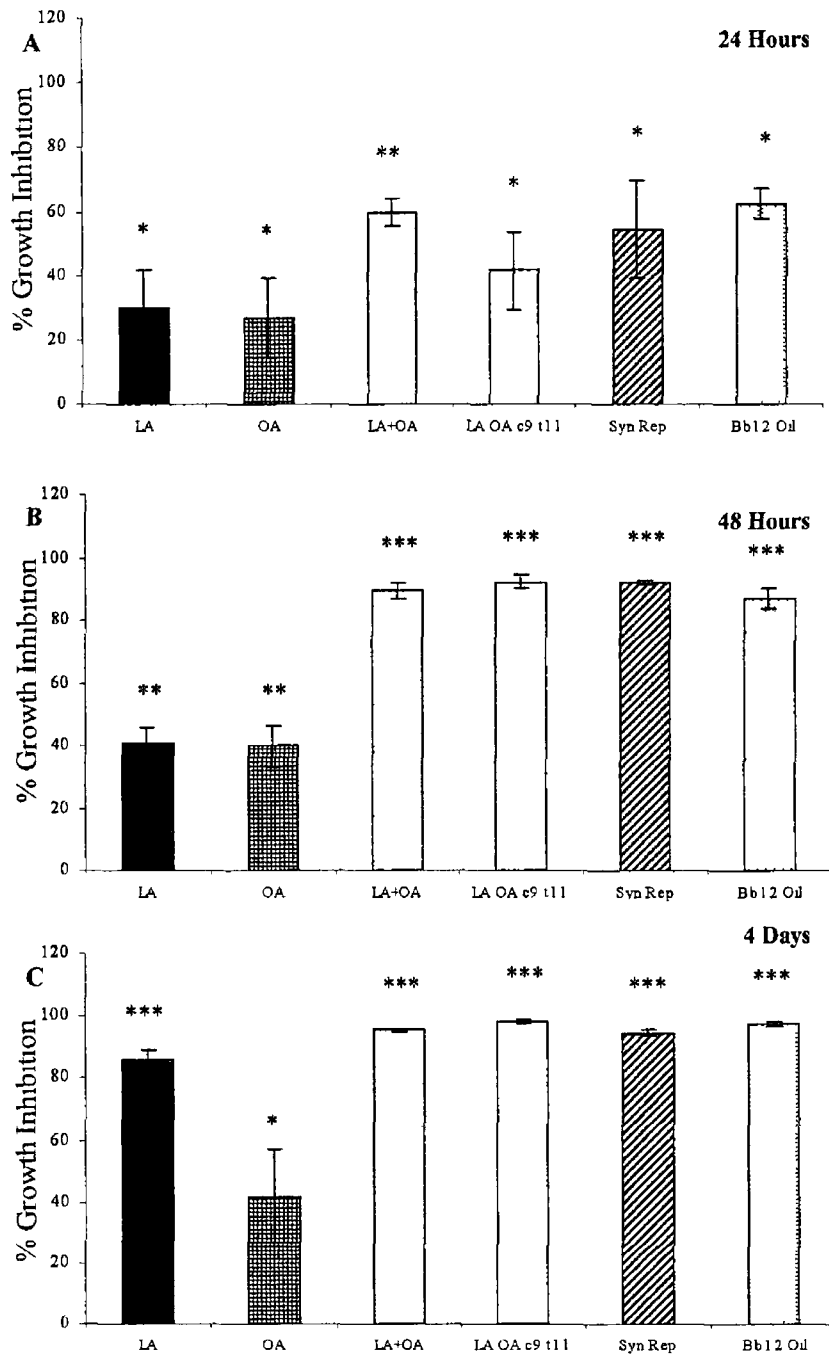 A
24 Hours
% Growth Inhibition
120
100
80
60
40
20
0
* * ** * * *
LA OA LA+OA LA OA c9 t11 Syn Rep Bb12 Oil
B
48 Hours
% Growth Inhibition
120
100
80
60
40
20
0
** ** *** *** *** ***
LA OA LA+OA LA OA c9 t11 Syn Rep Bb12 Oil
C
4 Days
% Growth Inhibition
120
100
80
60
40
20
0
*** * *** *** *** ***
LA OA LA+OA LA OA c9 t11 Syn Rep Bb12 Oil